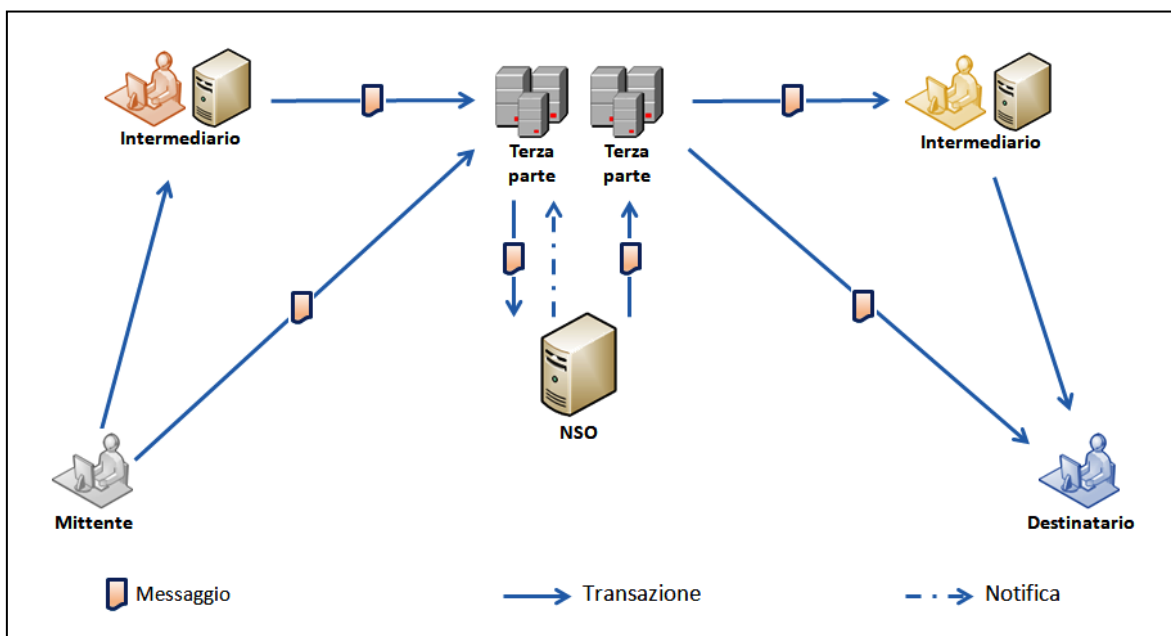 Intermediario
Terza
parte
Terza
parte
Intermediario
NSO
Mittente
Destinatario
Messaggio
Transazione
Notifica